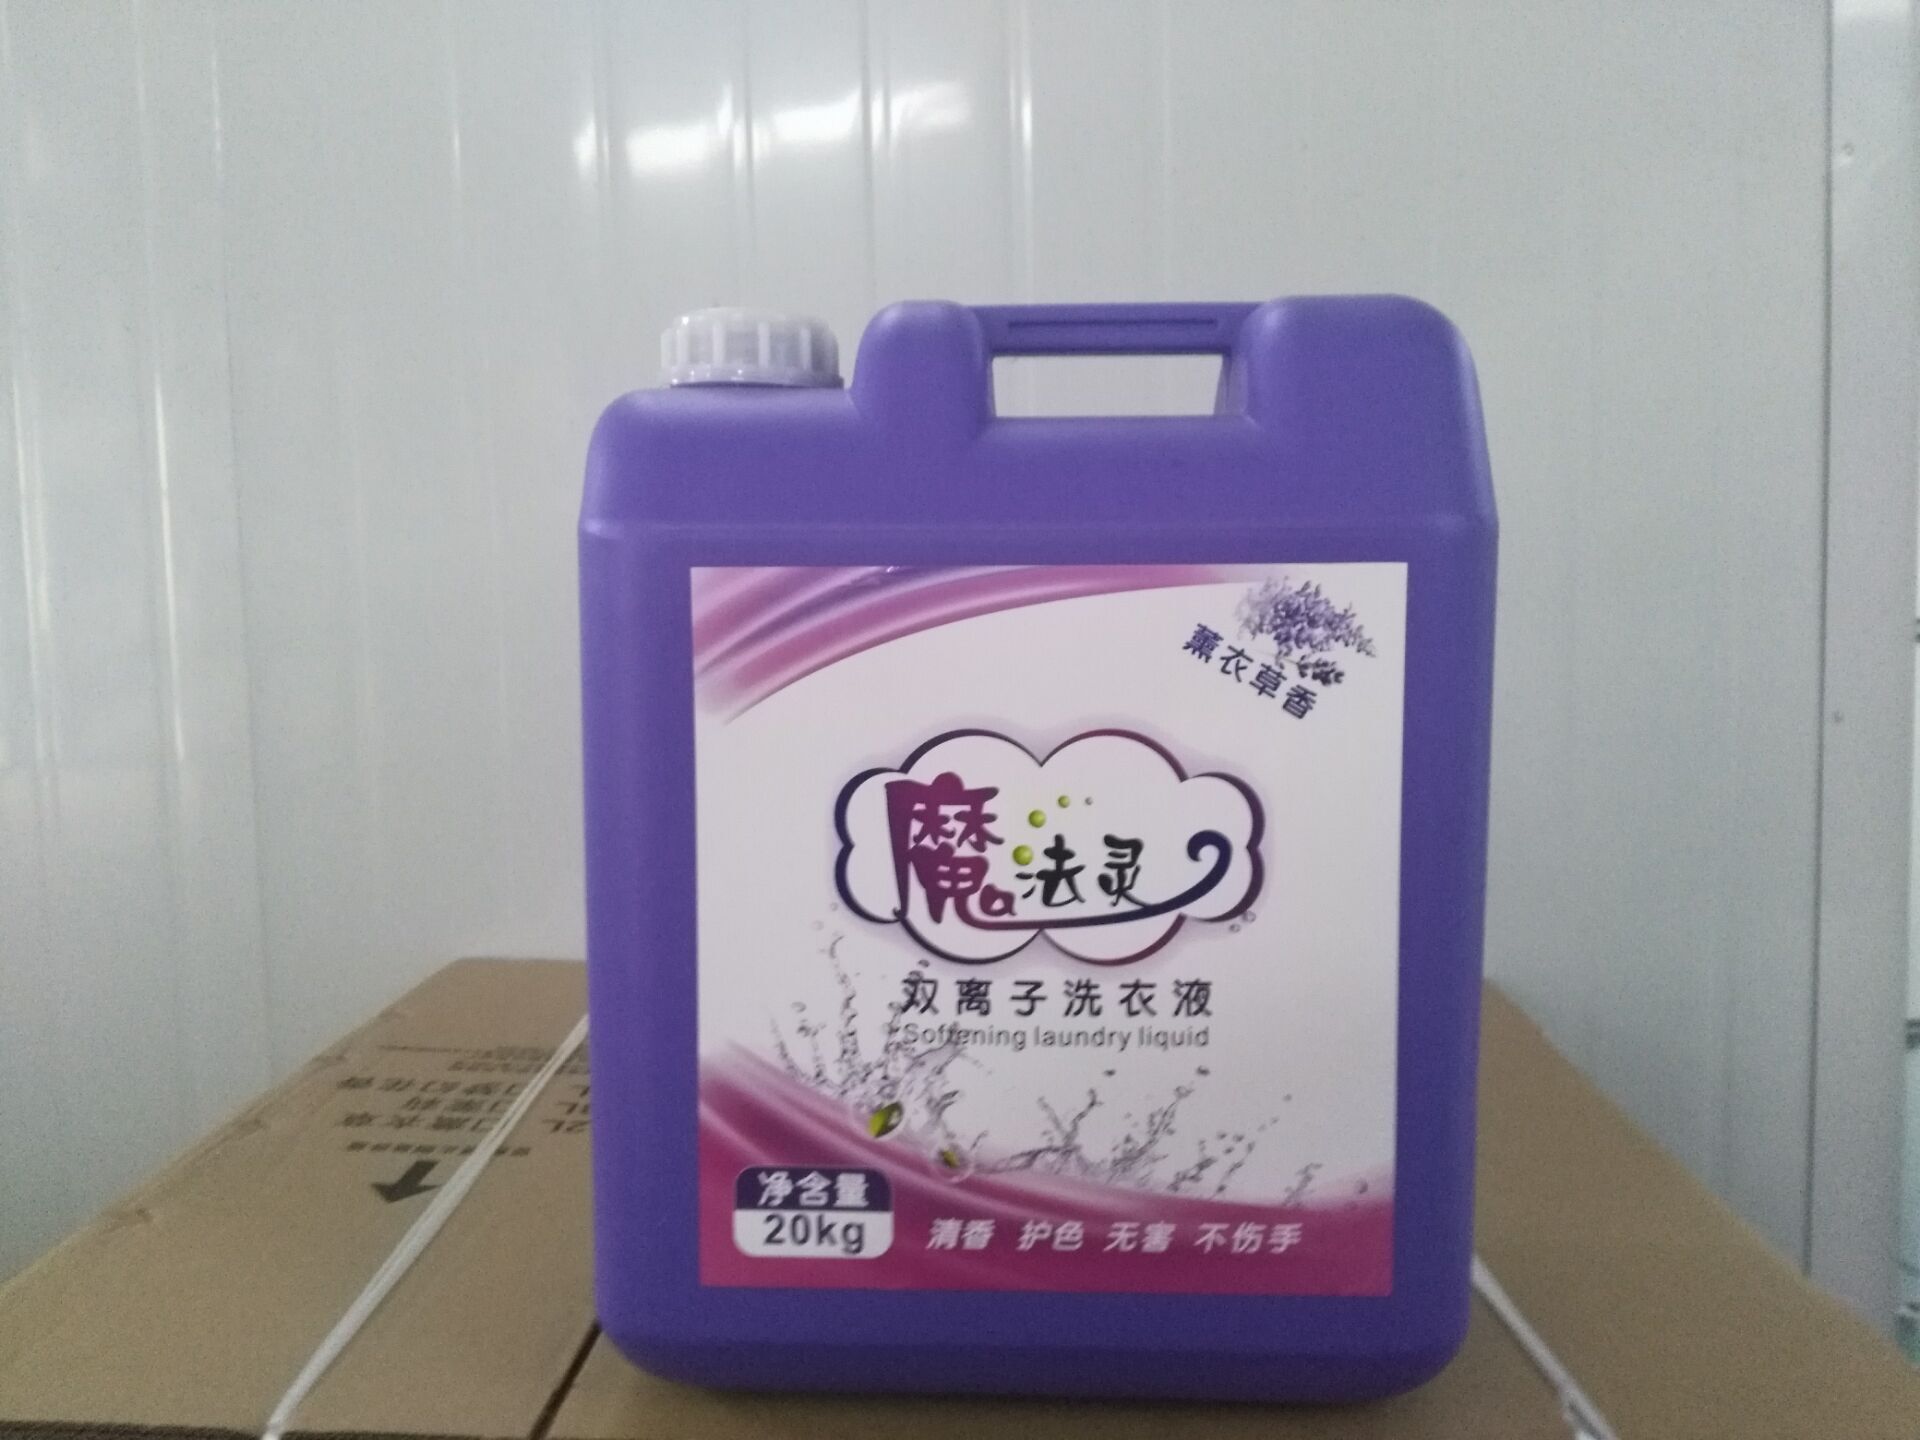 薰衣草香
魔法灵
双离子洗衣液
Softening laundry liquid
净含量
20kg
清香 护色 无害 不伤手